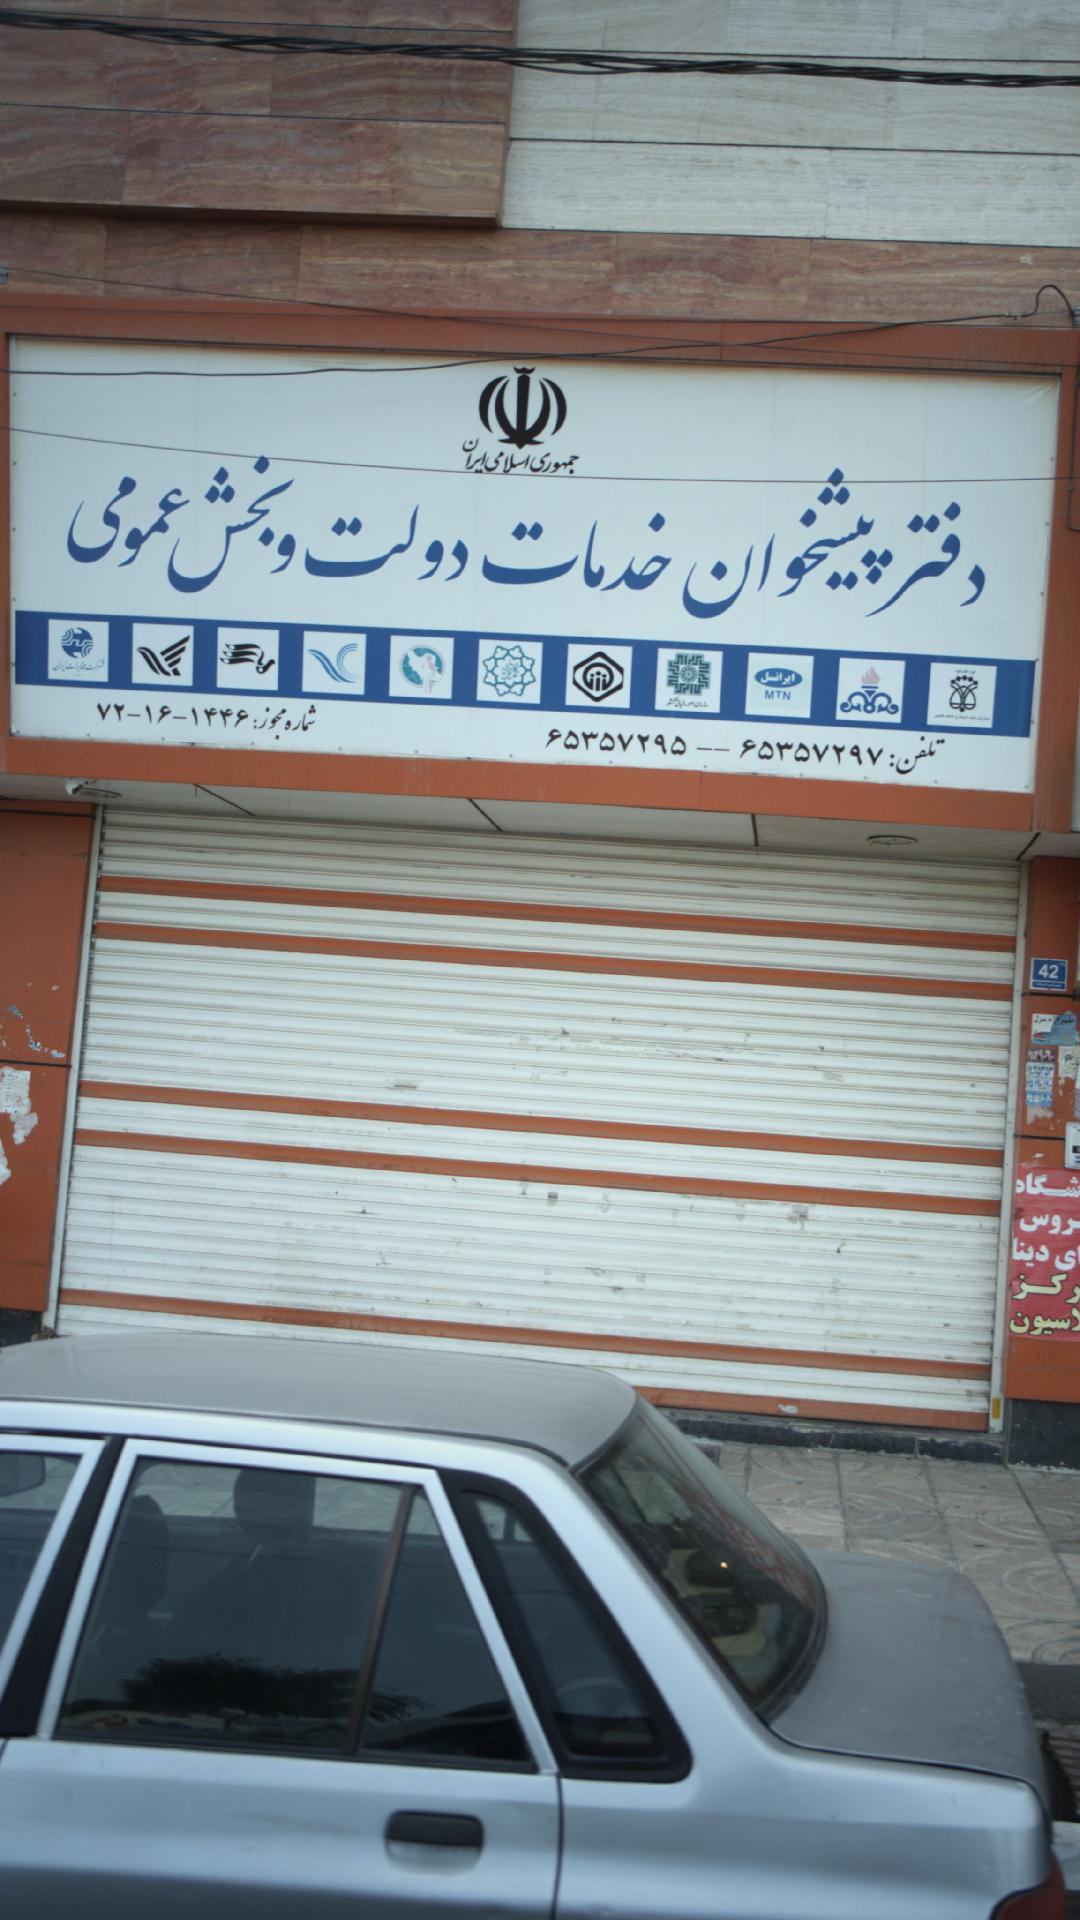 جمهوری اسلامی ایران
دفتر پیشخوان خدمات دولت و بخش عمومی
ایرانسل
MTN
تلفن: ۶۵۳۵۷۲۹۷ -- ۶۵۳۵۷۲۹۵
شماره مجوز: ۱۴۴۶-۱۶-۷۲
42